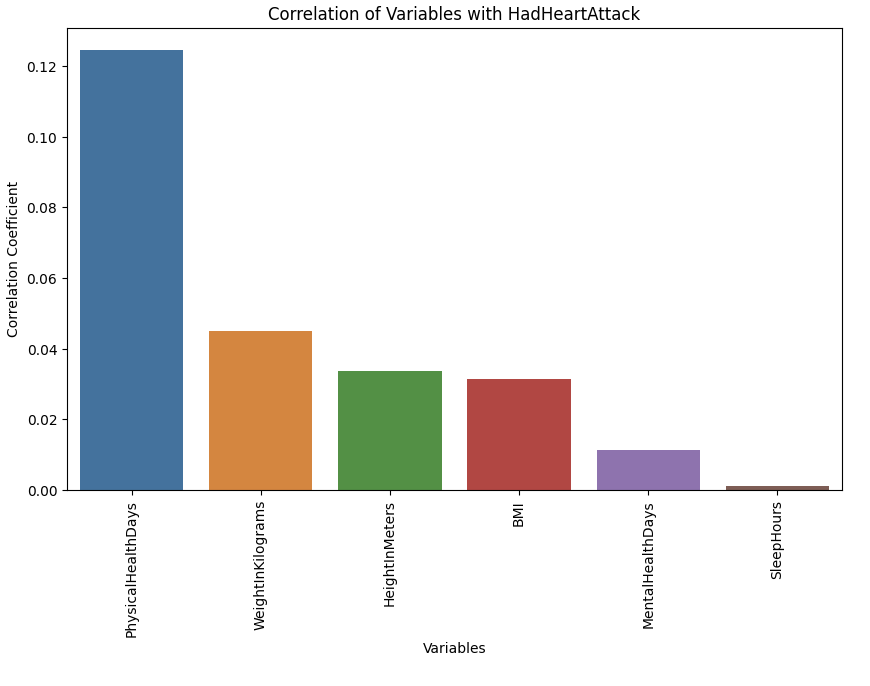 Correlation of Variables with HadHeartAttack
Correlation Coefficient
0.12
0.10
0.08
0.06
0.04
0.02
0.00
PhysicalHealthDays
WeightInKilograms
HeightInMeters
BMI
MentalHealthDays
SleepHours
Variables